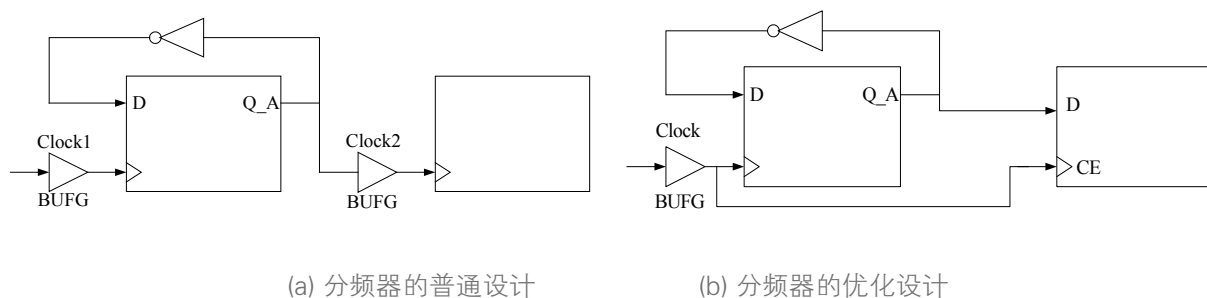 D
Q_A
Clock1
BUFG
Clock2
BUFG
D
Q_A
Clock
BUFG
D
CE
(a) 分频器的普通设计
(b) 分频器的优化设计